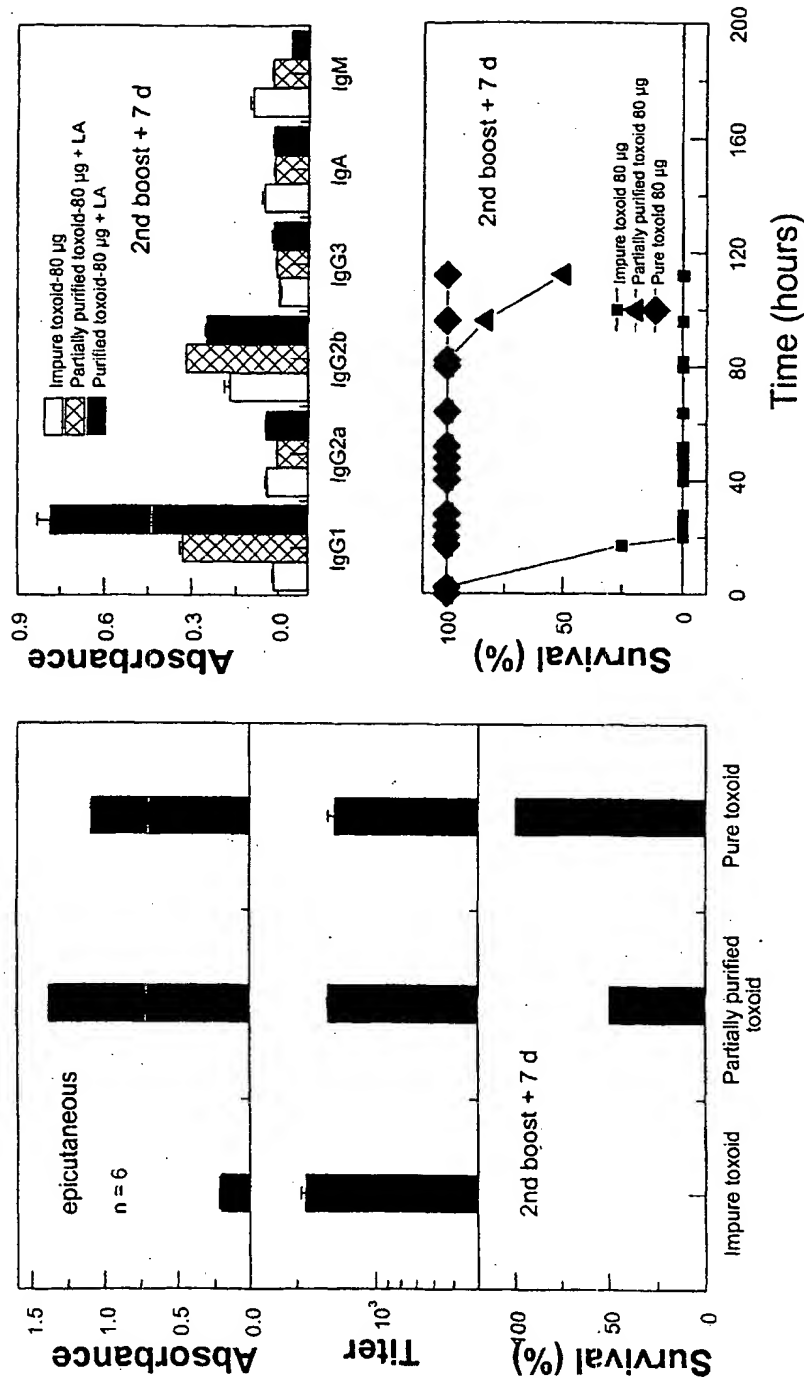 Absorbance
1.5
1.0
0.5
0.0
epicutaneous
n = 6
Titer
10³
Survival (%)
100
50
0
2nd boost + 7 d
Impure toxoid
Partially purified
toxoid
Pure toxoid
Absorbance
0.9
0.6
0.3
0.0
Impure toxoid-80 µg
Partially purified toxoid-80 µg + LA
Purified toxoid-80 µg + LA
2nd boost + 7 d
IgG1
IgG2a
IgG2b
IgG3
IgA
IgM
Survival (%)
100
50
0
2nd boost + 7 d
Impure toxoid 80 µg
Partially purified toxoid 80 µg
Pure toxoid 80 µg
0
40
80
120
160
200
Time (hours)